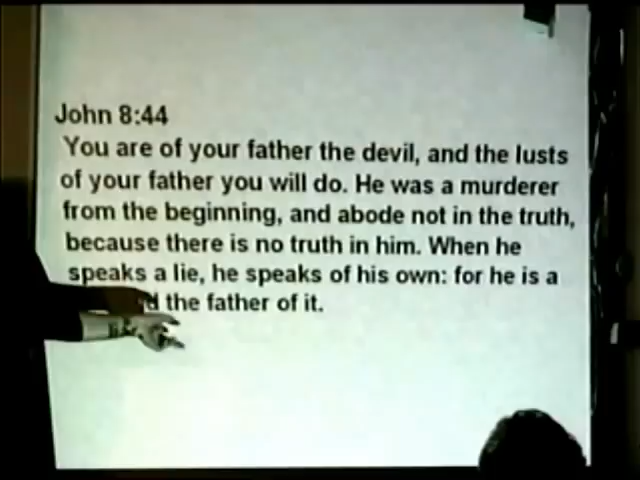 John 8:44
You are of your father the devil, and the lusts
of your father you will do. He was a murderer
from the beginning, and abode not in the truth,
because there is no truth in him. When he
speaks a lie, he speaks of his own: for he is a
the father of it.